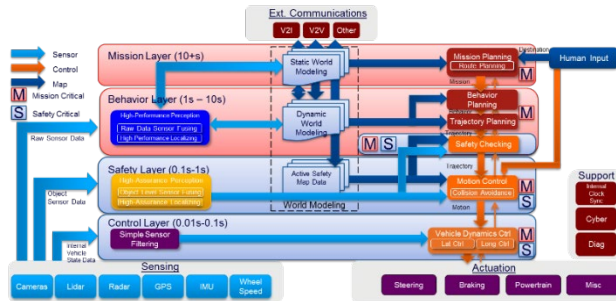 Ext. Communications
V2I
V2V
Other
Sensor
Control
Map
M Mission Critical
S Safety Critical
Raw Sensor Data
Object
Sensor Data
Internal
Vehicle
State Data
Mission Layer (10+s)
Static World
Modeling
Mission Planning
Route Planning
Mission
Destination
Human Input
M
Behavior Layer (1s – 10s)
High-Performance Perception
Raw Data Sensor Fusing
High Performance Localizing
Dynamic
World
Modeling
Behavior
Planning
Trajectory Planning
M
Trajectory
M
S
Safety Checking
Safety Layer (0.1s-1s)
High-Assurance Perception
Object Level Sensor Fusing
High-Assurance Localizing
Active Safety
Map Data
World Modeling
Trajectory
Motion Control
Collision Avoidance
Motion
M
S
Control Layer (0.01s-0.1s)
Simple Sensor
Filtering
Vehicle Dynamics Ctrl
Lat Ctrl
Long Ctrl
M
S
Support
Internal
Clock
Sync
Cyber
Diag
Sensing
Cameras
Lidar
Radar
GPS
IMU
Wheel
Speed
Actuation
Steering
Braking
Powertrain
Misc